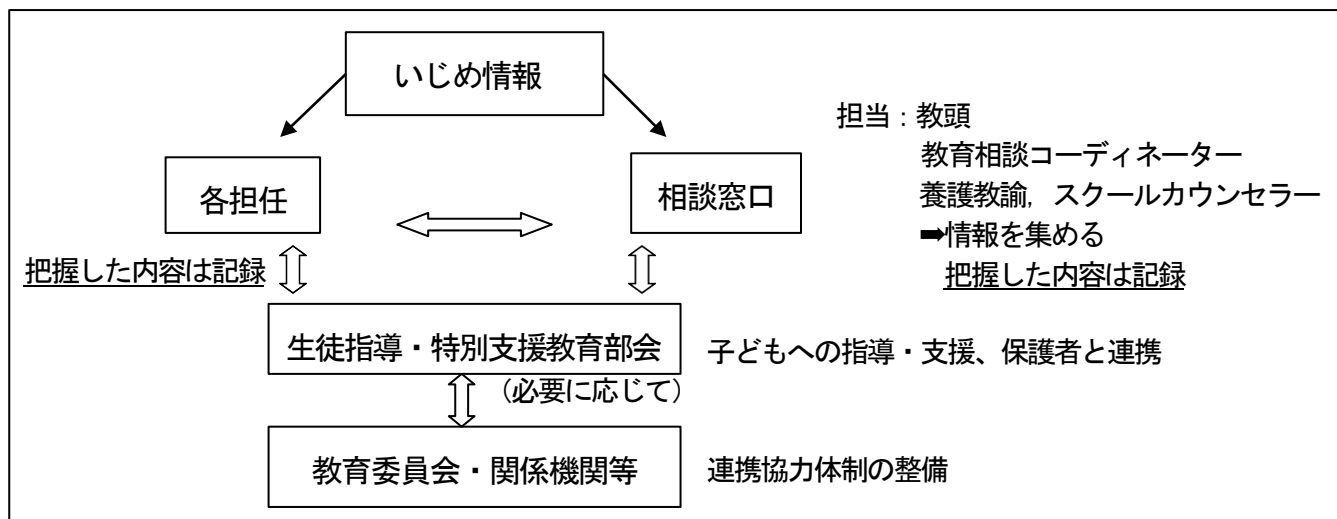 いじめ情報
担当：教頭
教育相談コーディネーター
養護教諭，スクールカウンセラー
➡情報を集める
把握した内容は記録
各担任
相談窓口
把握した内容は記録
生徒指導・特別支援教育部会
子どもへの指導・支援、保護者と連携
（必要に応じて）
教育委員会・関係機関等
連携協力体制の整備